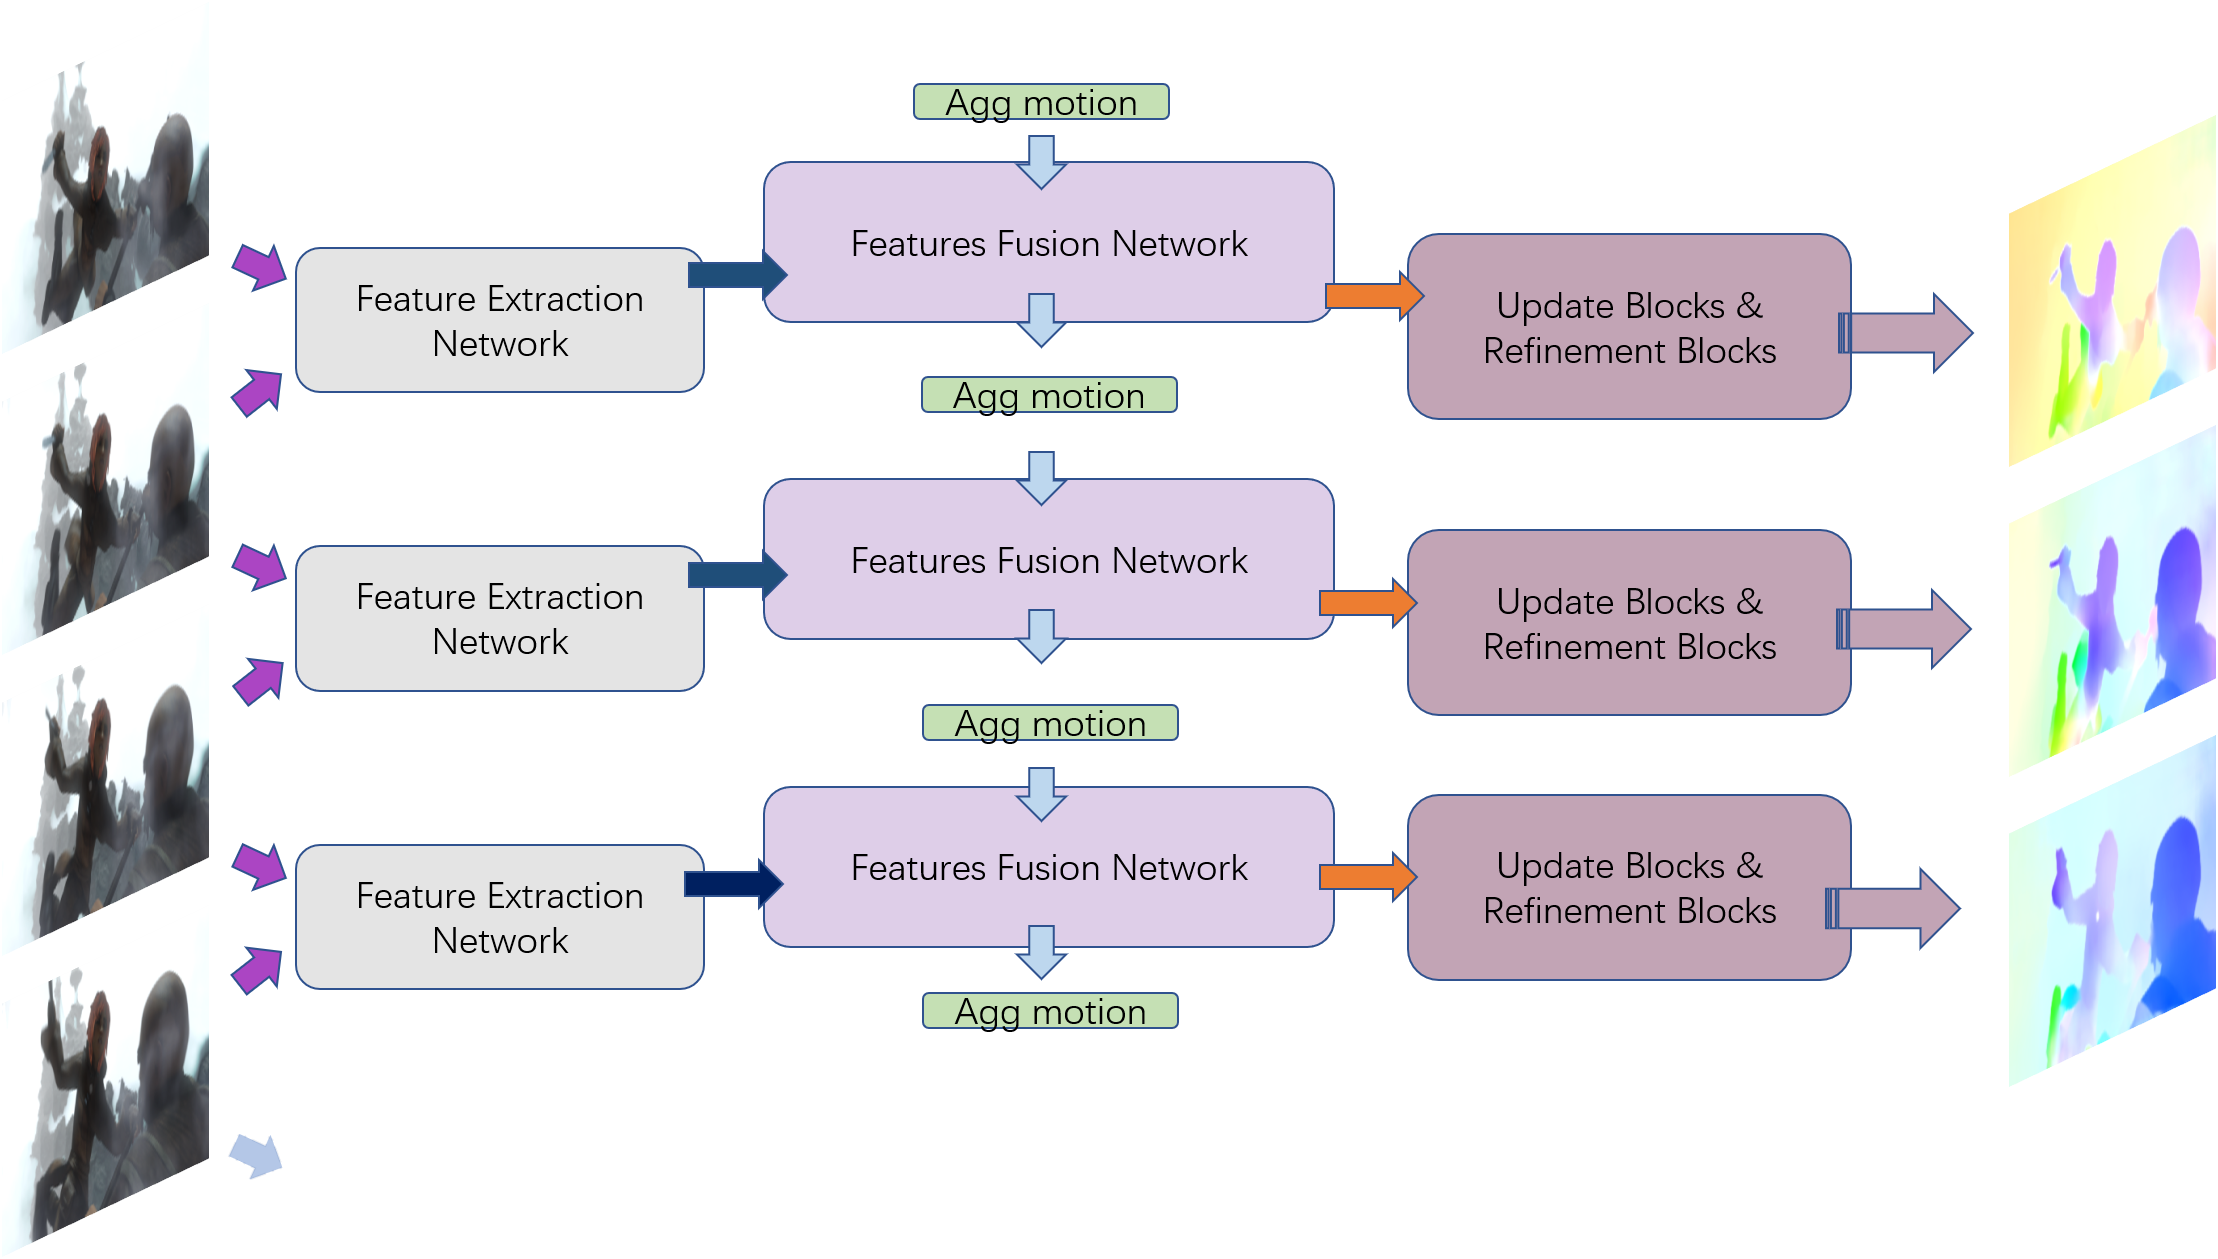 Agg motion
Features Fusion Network
Feature Extraction
Network
Update Blocks &
Refinement Blocks
Agg motion
Features Fusion Network
Feature Extraction
Network
Update Blocks &
Refinement Blocks
Agg motion
Features Fusion Network
Feature Extraction
Network
Update Blocks &
Refinement Blocks
Agg motion